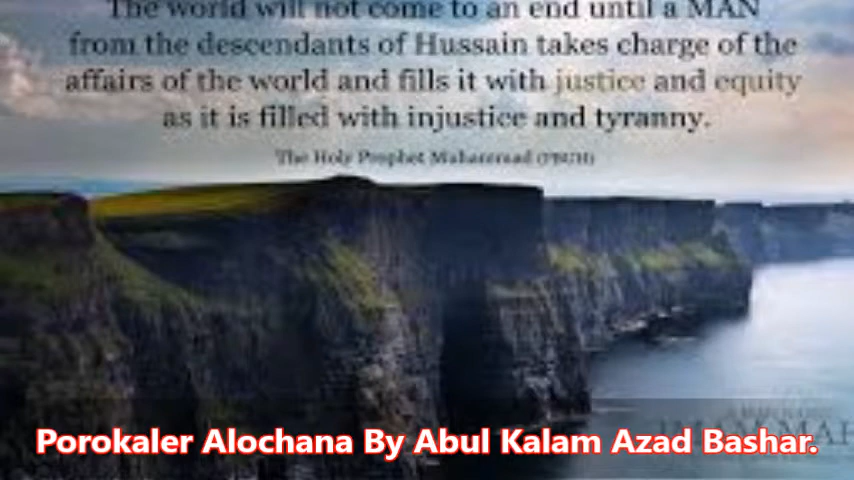 The world will not come to an end until a MAN
from the descendants of Hussain takes charge of the
affairs of the world and fills it with justice and equity
as it is filled with injustice and tyranny.
The Holy Prophet Muhammad (PBUH)
Porokaler Alochana By Abul Kalam Azad Bashar.